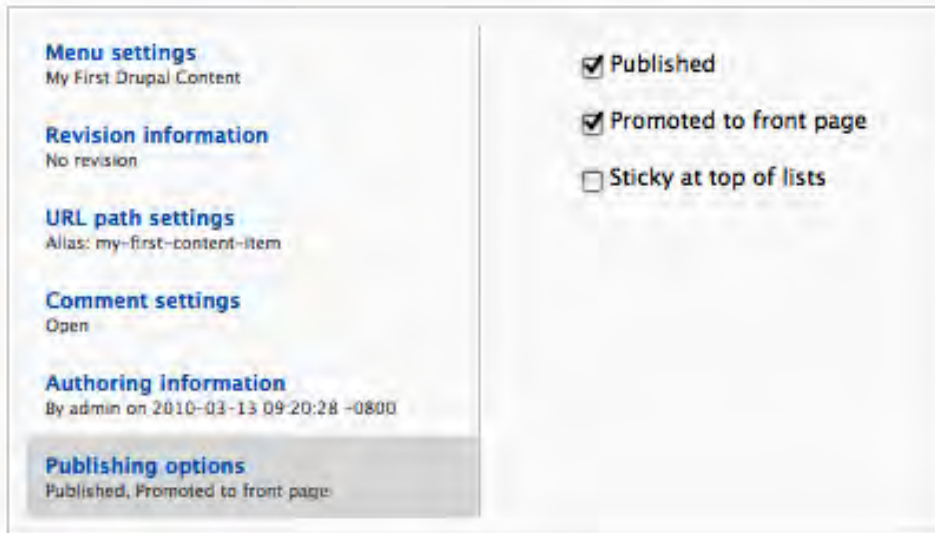 Menu settings
My First Drupal Content
Revision information
No revision
URL path settings
Alias: my-first-content-item
Comment settings
Open
Authoring information
By admin on 2010-03-13 09:20:28 -0800
Publishing options
Published, Promoted to front page
Published
Promoted to front page
Sticky at top of lists